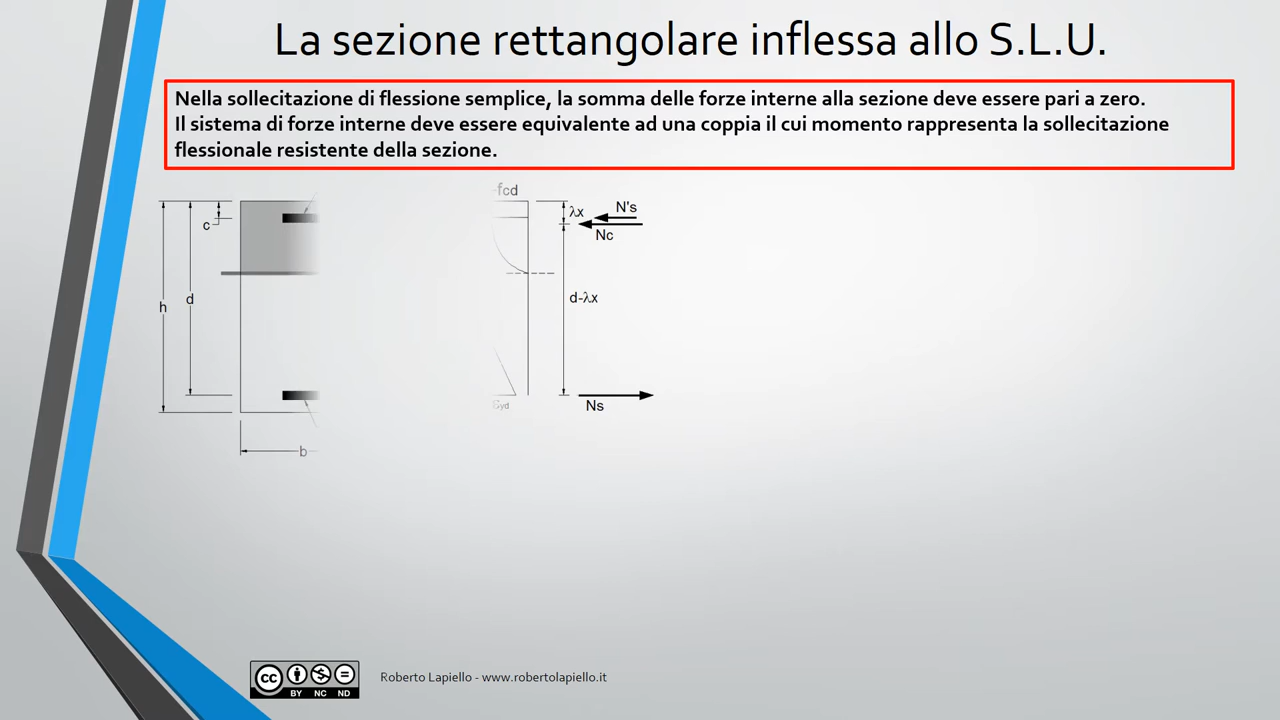 La sezione rettangolare inflessa allo S.L.U.
Nella sollecitazione di flessione semplice, la somma delle forze interne alla sezione deve essere pari a zero.
Il sistema di forze interne deve essere equivalente ad una coppia il cui momento rappresenta la sollecitazione
flessionale resistente della sezione.
-fcd
c
λx
N's
Nc
h
d
d-λx
εyd
Ns
b
cc
BY NC ND
Roberto Lapiello - www.robertolapiello.it